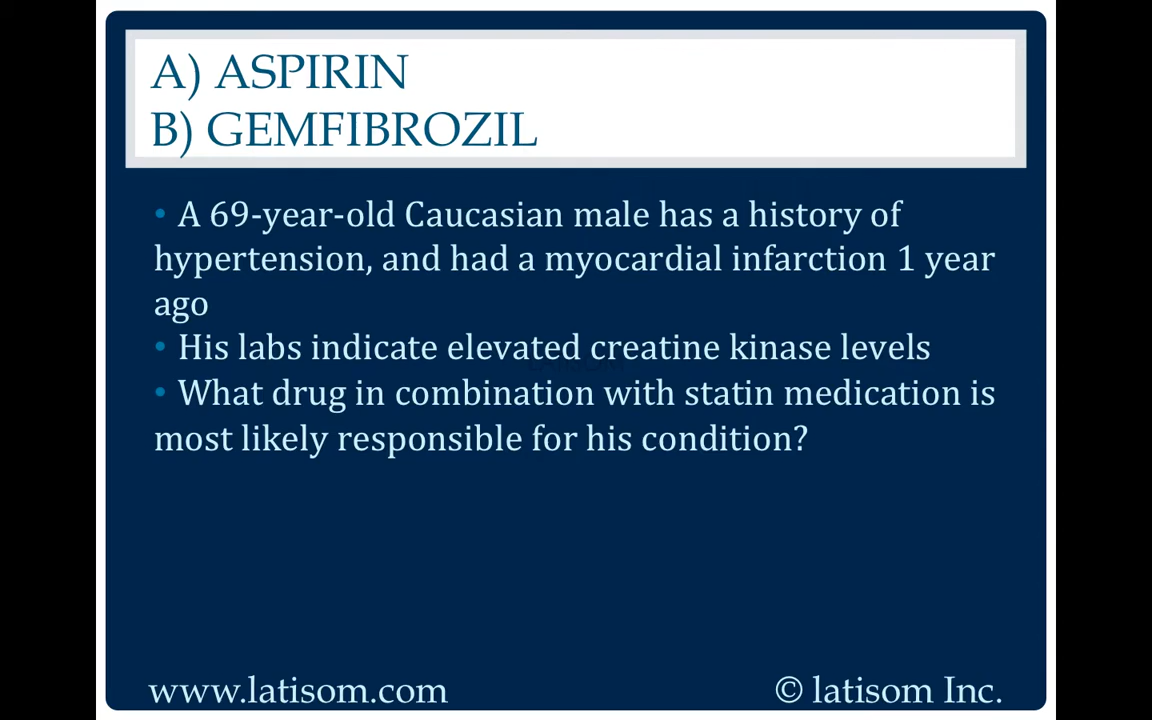 A) ASPIRIN
B) GEMFIBROZIL
• A 69-year-old Caucasian male has a history of
hypertension, and had a myocardial infarction 1 year
ago
• His labs indicate elevated creatine kinase levels
• What drug in combination with statin medication is
most likely responsible for his condition?
www.latisom.com
© latisom Inc.